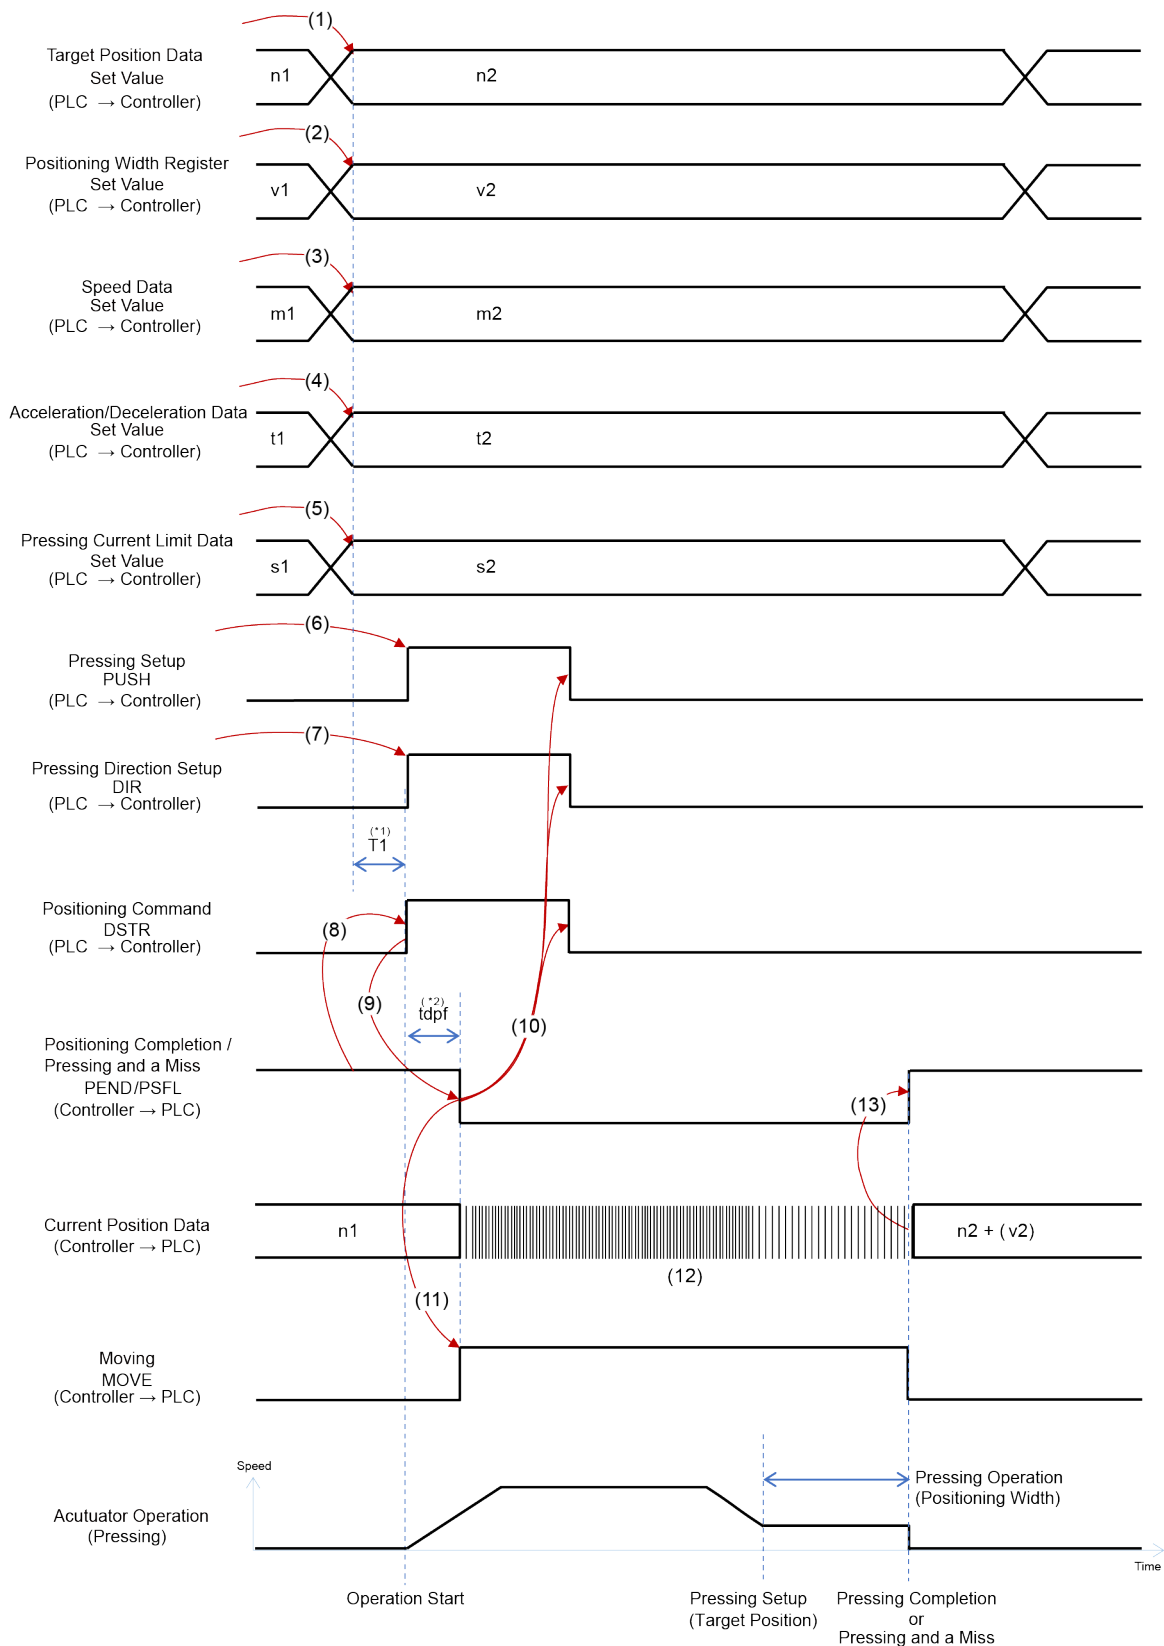 (1)
Target Position Data
Set Value
(PLC → Controller)
n1
n2
(2)
Positioning Width Register
Set Value
(PLC → Controller)
v1
v2
(3)
Speed Data
Set Value
(PLC → Controller)
m1
m2
(4)
Acceleration/Deceleration Data
Set Value
(PLC → Controller)
t1
t2
(5)
Pressing Current Limit Data
Set Value
(PLC → Controller)
s1
s2
(6)
Pressing Setup
PUSH
(PLC → Controller)
(7)
Pressing Direction Setup
DIR
(PLC → Controller)
(*1)
T1
Positioning Command
DSTR
(PLC → Controller)
(8)
(9)
(*2)
tdpf
(10)
Positioning Completion /
Pressing and a Miss
PEND/PSFL
(Controller → PLC)
(13)
Current Position Data
(Controller → PLC)
n1
n2 + (v2)
(12)
(11)
Moving
MOVE
(Controller → PLC)
Speed
Acutuator Operation
(Pressing)
Pressing Operation
(Positioning Width)
Time
Operation Start
Pressing Setup
(Target Position)
Pressing Completion
or
Pressing and a Miss